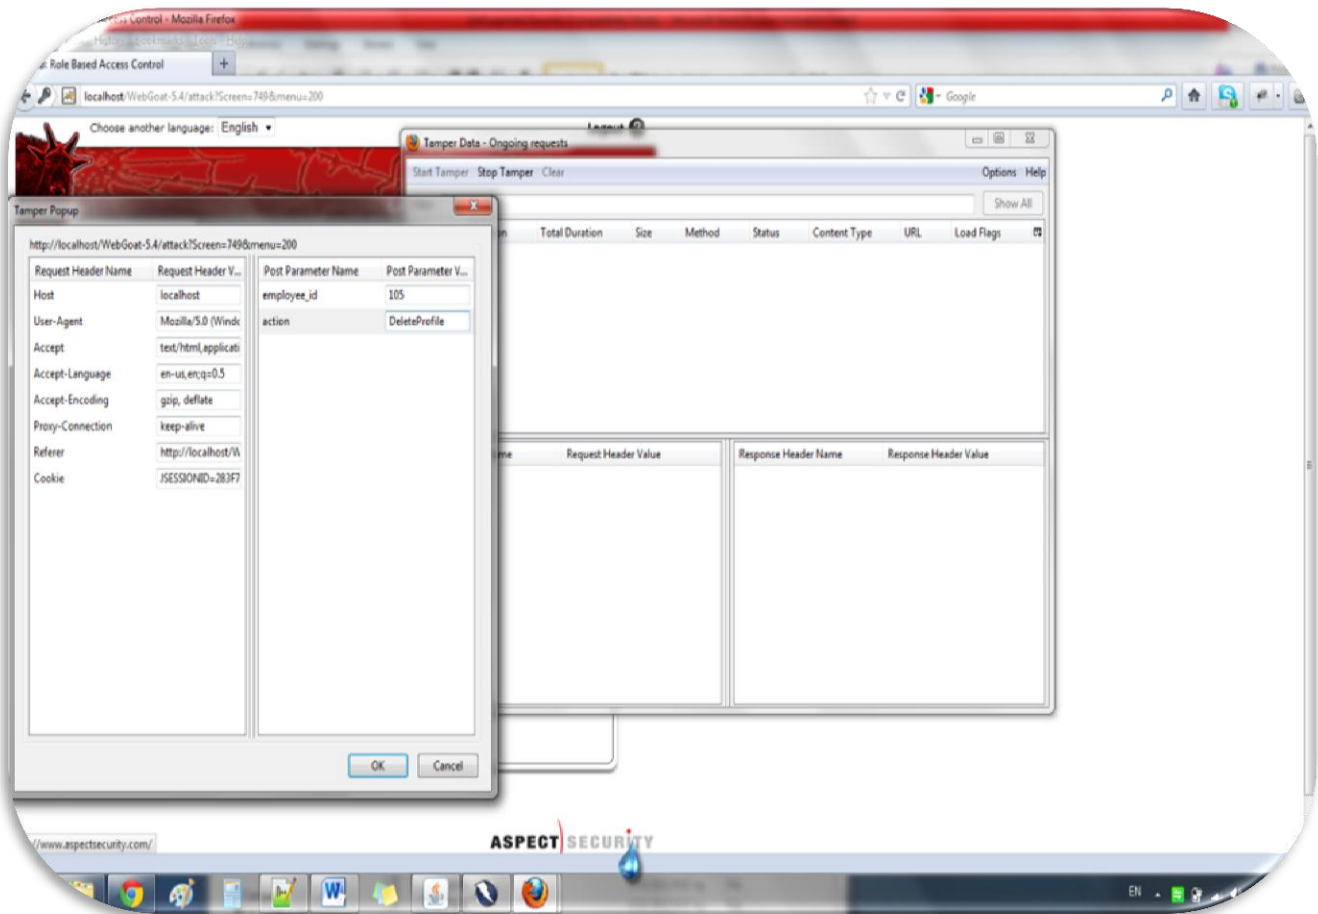 Control - Mozilla Firefox
Role Based Access Control
+
localhost/WebGoat-5.4/attack?Screen=749&menu=200
Google
Choose another language: English
Logout ?
Tamper Data - Ongoing requests
Start Tamper Stop Tamper Clear
Options Help
Show All
Total Duration Size Method Status Content Type URL Load Flags
Tamper Popup
http://localhost/WebGoat-5.4/attack?Screen=749&menu=200
Request Header Name Request Header V... Post Parameter Name Post Parameter V...
Host localhost employee_id 105
User-Agent Mozilla/5.0 (Windo action DeleteProfile
Accept text/html,applicati
Accept-Language en-us,en;q=0.5
Accept-Encoding gzip, deflate
Proxy-Connection keep-alive
Referer http://localhost/W
Cookie JSESSIONID=283F7
Request Header Value
Response Header Name Response Header Value
OK Cancel
//www.aspectsecurity.com/
ASPECT SECURITY
EN